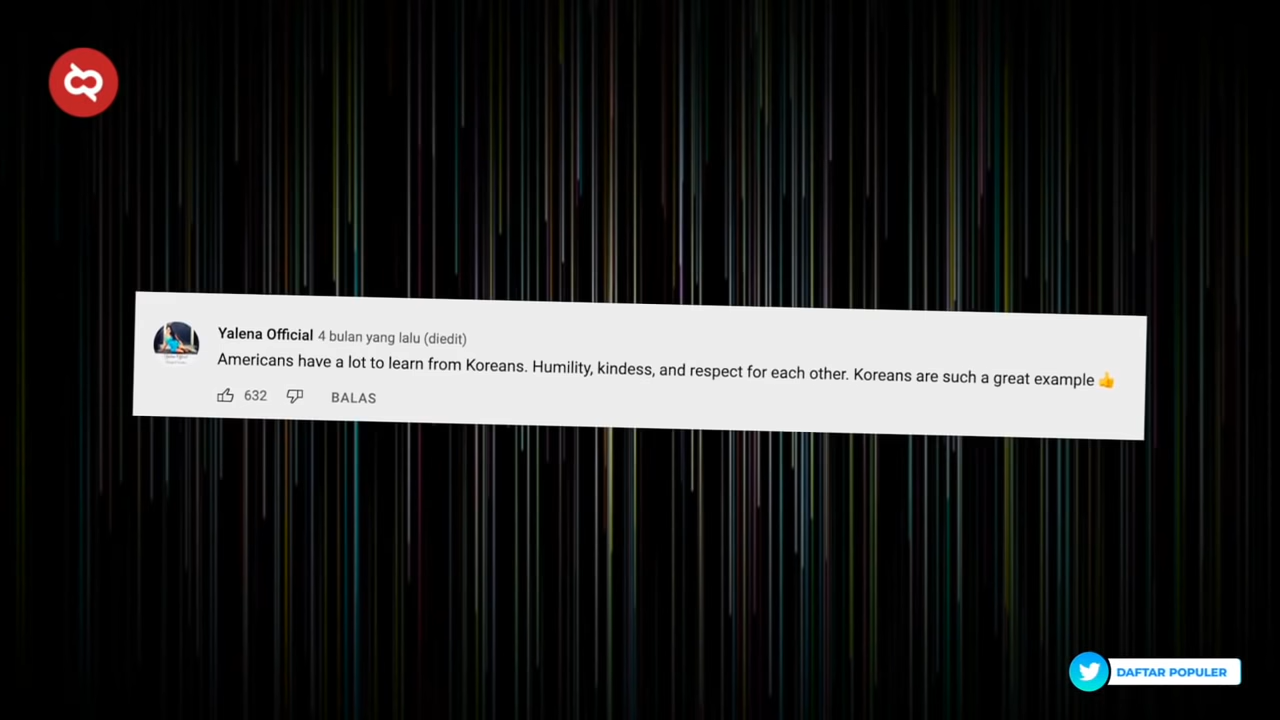 Yalena Official 4 bulan yang lalu (diedit)
Americans have a lot to learn from Koreans. Humility, kindess, and respect for each other. Koreans are such a great example 👍
632 BALAS
DAFTAR POPULER